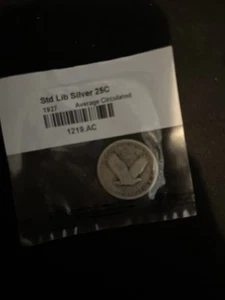 Std Lib Silver 25C
1927 Average Circulated
1219.AC